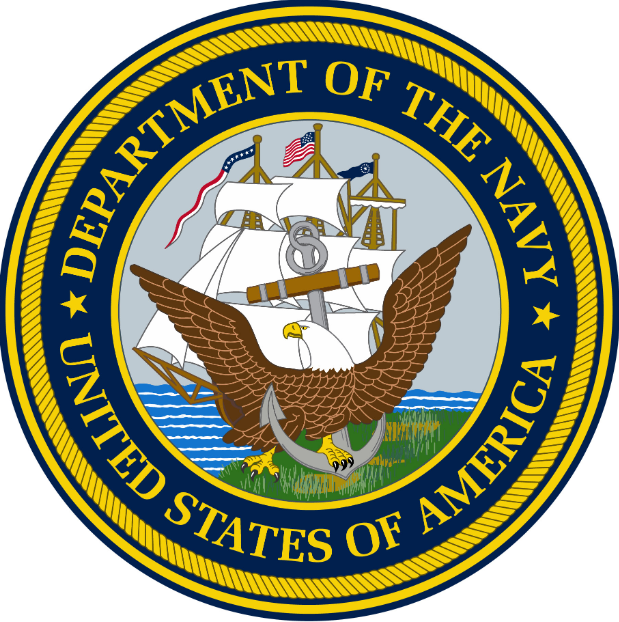 DEPARTMENT OF THE NAVY
UNITED STATES OF AMERICA